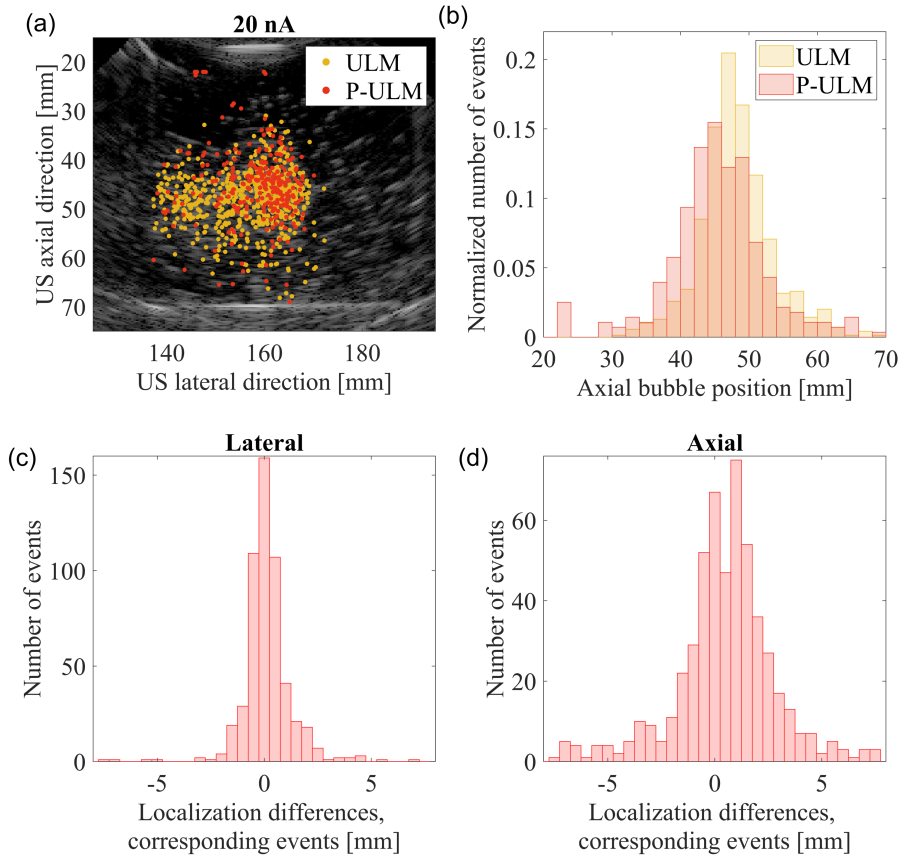 (a)
20 nA
ULM
P-ULM
20
30
40
50
60
70
US axial direction [mm]
140
160
180
US lateral direction [mm]
(b)
ULM
P-ULM
0.2
0.15
0.1
0.05
0
Normalized number of events
20
30
40
50
60
70
Axial bubble position [mm]
(c)
Lateral
150
100
50
0
Number of events
-5
0
5
Localization differences,
corresponding events [mm]
(d)
Axial
60
40
20
0
Number of events
-5
0
5
Localization differences,
corresponding events [mm]